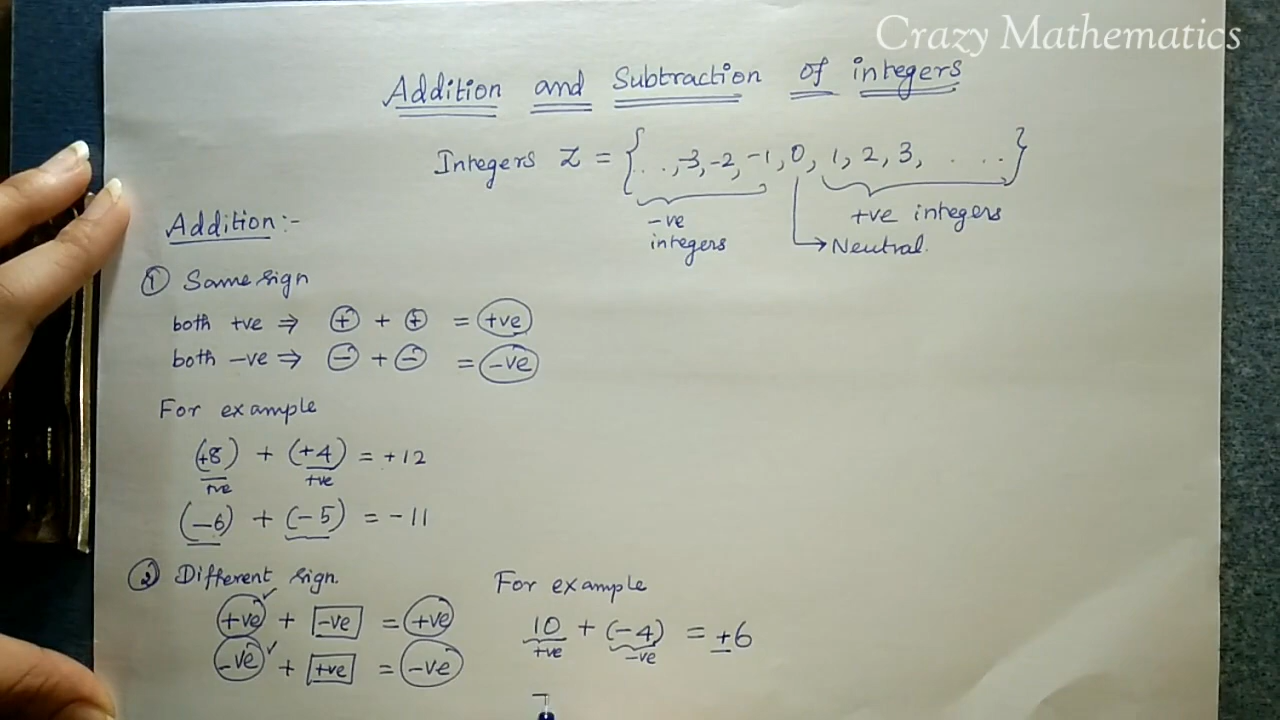 Crazy Mathematics
Addition and Subtraction of integers
Integers Z = { . . ., -3, -2, -1, 0, 1, 2, 3, . . . . }
-ve integers
+ve integers
→ Neutral.
Addition :-
① Same sign
both +ve ⇒ ⊕ + ⊕ = +ve
both -ve ⇒ ⊖ + ⊖ = -ve
For example
(+8) + (+4) = +12
+ve +ve
(-6) + (-5) = -11
② Different sign.
+ve ✓ + -ve = +ve
-ve ✓ + +ve = -ve
For example
10 + (-4) = +6
+ve -ve